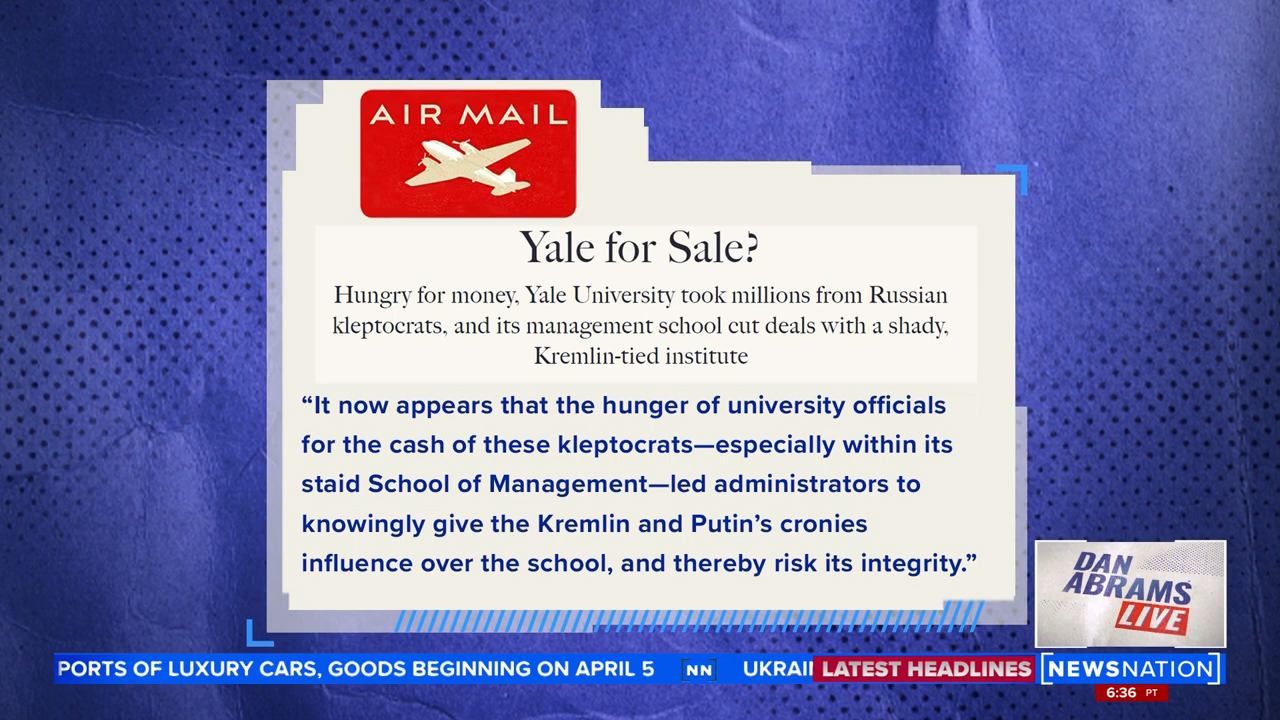 AIR MAIL
Yale for Sale?
Hungry for money, Yale University took millions from Russian
kleptocrats, and its management school cut deals with a shady,
Kremlin-tied institute
“It now appears that the hunger of university officials
for the cash of these kleptocrats—especially within its
staid School of Management—led administrators to
knowingly give the Kremlin and Putin’s cronies
influence over the school, and thereby risk its integrity.”
DAN
ABRAMS
LIVE
PORTS OF LUXURY CARS, GOODS BEGINNING ON APRIL 5 NN UKRAI LATEST HEADLINES NEWSNATION
6:36 PT